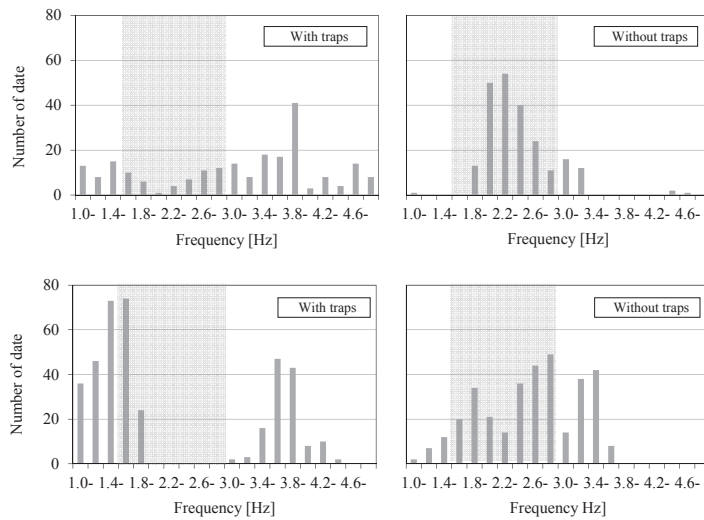 80
60
40
20
0
Number of date
With traps
1.0- 1.4- 1.8- 2.2- 2.6- 3.0- 3.4- 3.8- 4.2- 4.6-
Frequency [Hz]
Without traps
1.0- 1.4- 1.8- 2.2- 2.6- 3.0- 3.4- 3.8- 4.2- 4.6-
Frequency [Hz]
80
60
40
20
0
Number of date
With traps
1.0- 1.4- 1.8- 2.2- 2.6- 3.0- 3.4- 3.8- 4.2- 4.6-
Frequency [Hz]
Without traps
1.0- 1.4- 1.8- 2.2- 2.6- 3.0- 3.4- 3.8- 4.2- 4.6-
Frequency Hz]